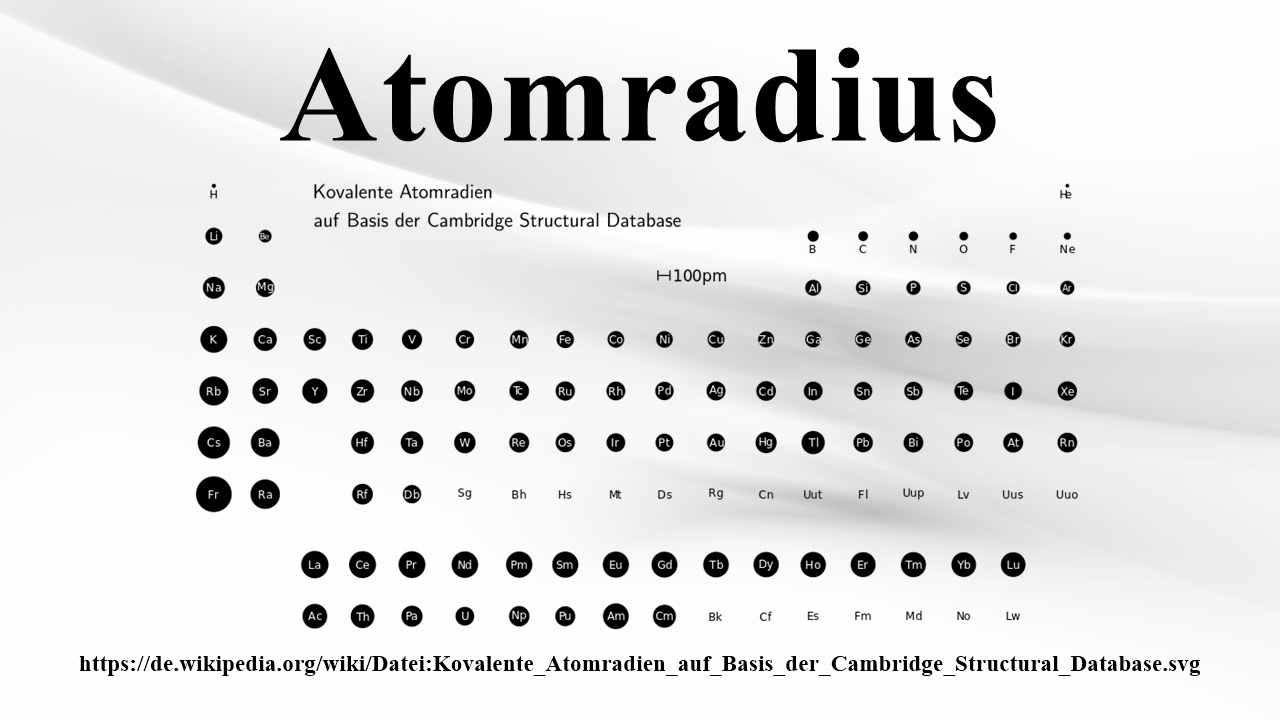 Atomradius
H Kovalente Atomradien He
auf Basis der Cambridge Structural Database
Li Be B C N O F Ne
100pm
Na Mg Al Si P S Cl Ar
K Ca Sc Ti V Cr Mn Fe Co Ni Cu Zn Ga Ge As Se Br Kr
Rb Sr Y Zr Nb Mo Tc Ru Rh Pd Ag Cd In Sn Sb Te I Xe
Cs Ba Hf Ta W Re Os Ir Pt Au Hg Tl Pb Bi Po At Rn
Fr Ra Rf Db Sg Bh Hs Mt Ds Rg Cn Uut Fl Uup Lv Uus Uuo
La Ce Pr Nd Pm Sm Eu Gd Tb Dy Ho Er Tm Yb Lu
Ac Th Pa U Np Pu Am Cm Bk Cf Es Fm Md No Lw
https://de.wikipedia.org/wiki/Datei:Kovalente_Atomradien_auf_Basis_der_Cambridge_Structural_Database.svg